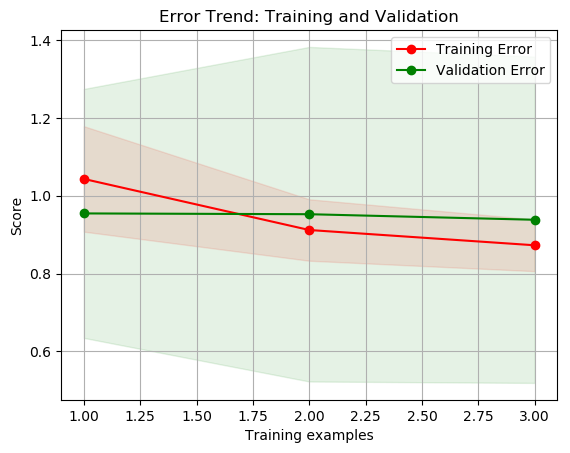 Error Trend: Training and Validation
1.4
1.2
1.0
0.8
0.6
Score
Training Error
Validation Error
1.00 1.25 1.50 1.75 2.00 2.25 2.50 2.75 3.00
Training examples